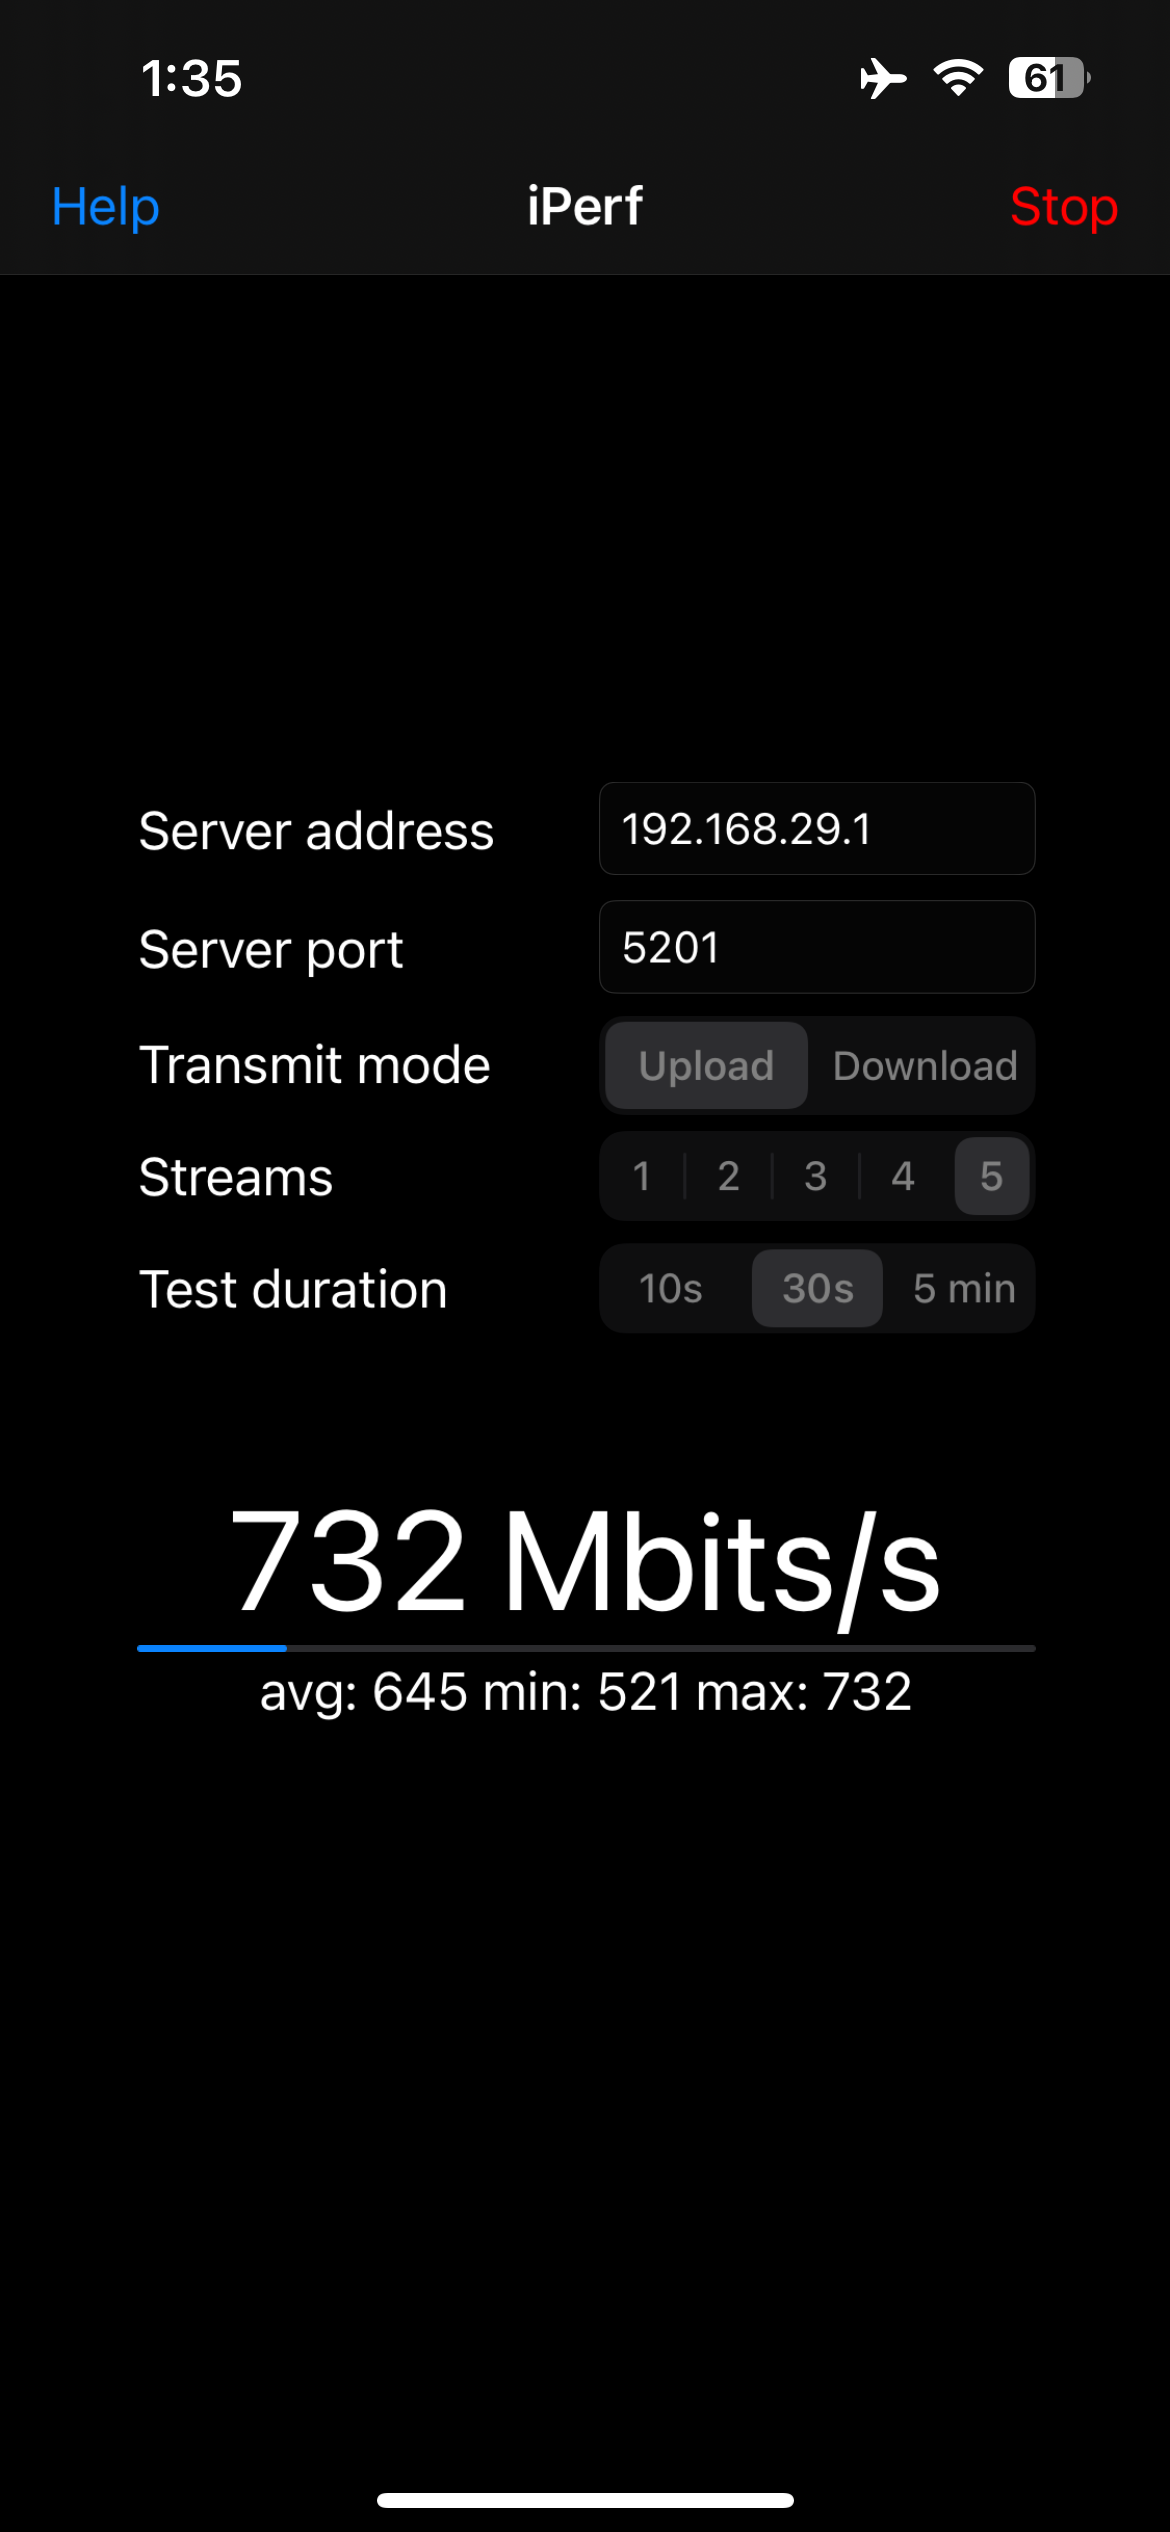 1:35 61
Help iPerf Stop
Server address 192.168.29.1
Server port 5201
Transmit mode Upload Download
Streams 1 2 3 4 5
Test duration 10s 30s 5 min
732 Mbits/s
avg: 645 min: 521 max: 732